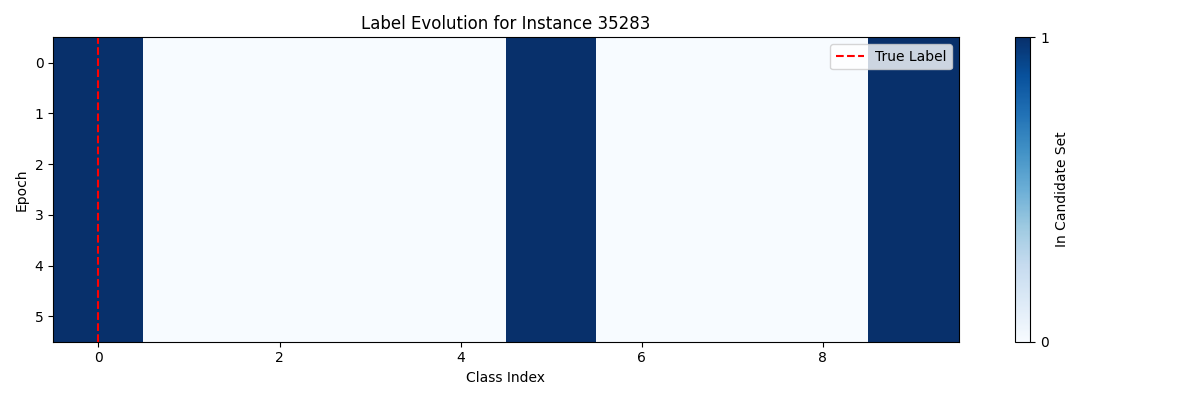 Label Evolution for Instance 35283
True Label
Epoch
0
1
2
3
4
5
0
2
4
6
8
Class Index
1
0
In Candidate Set